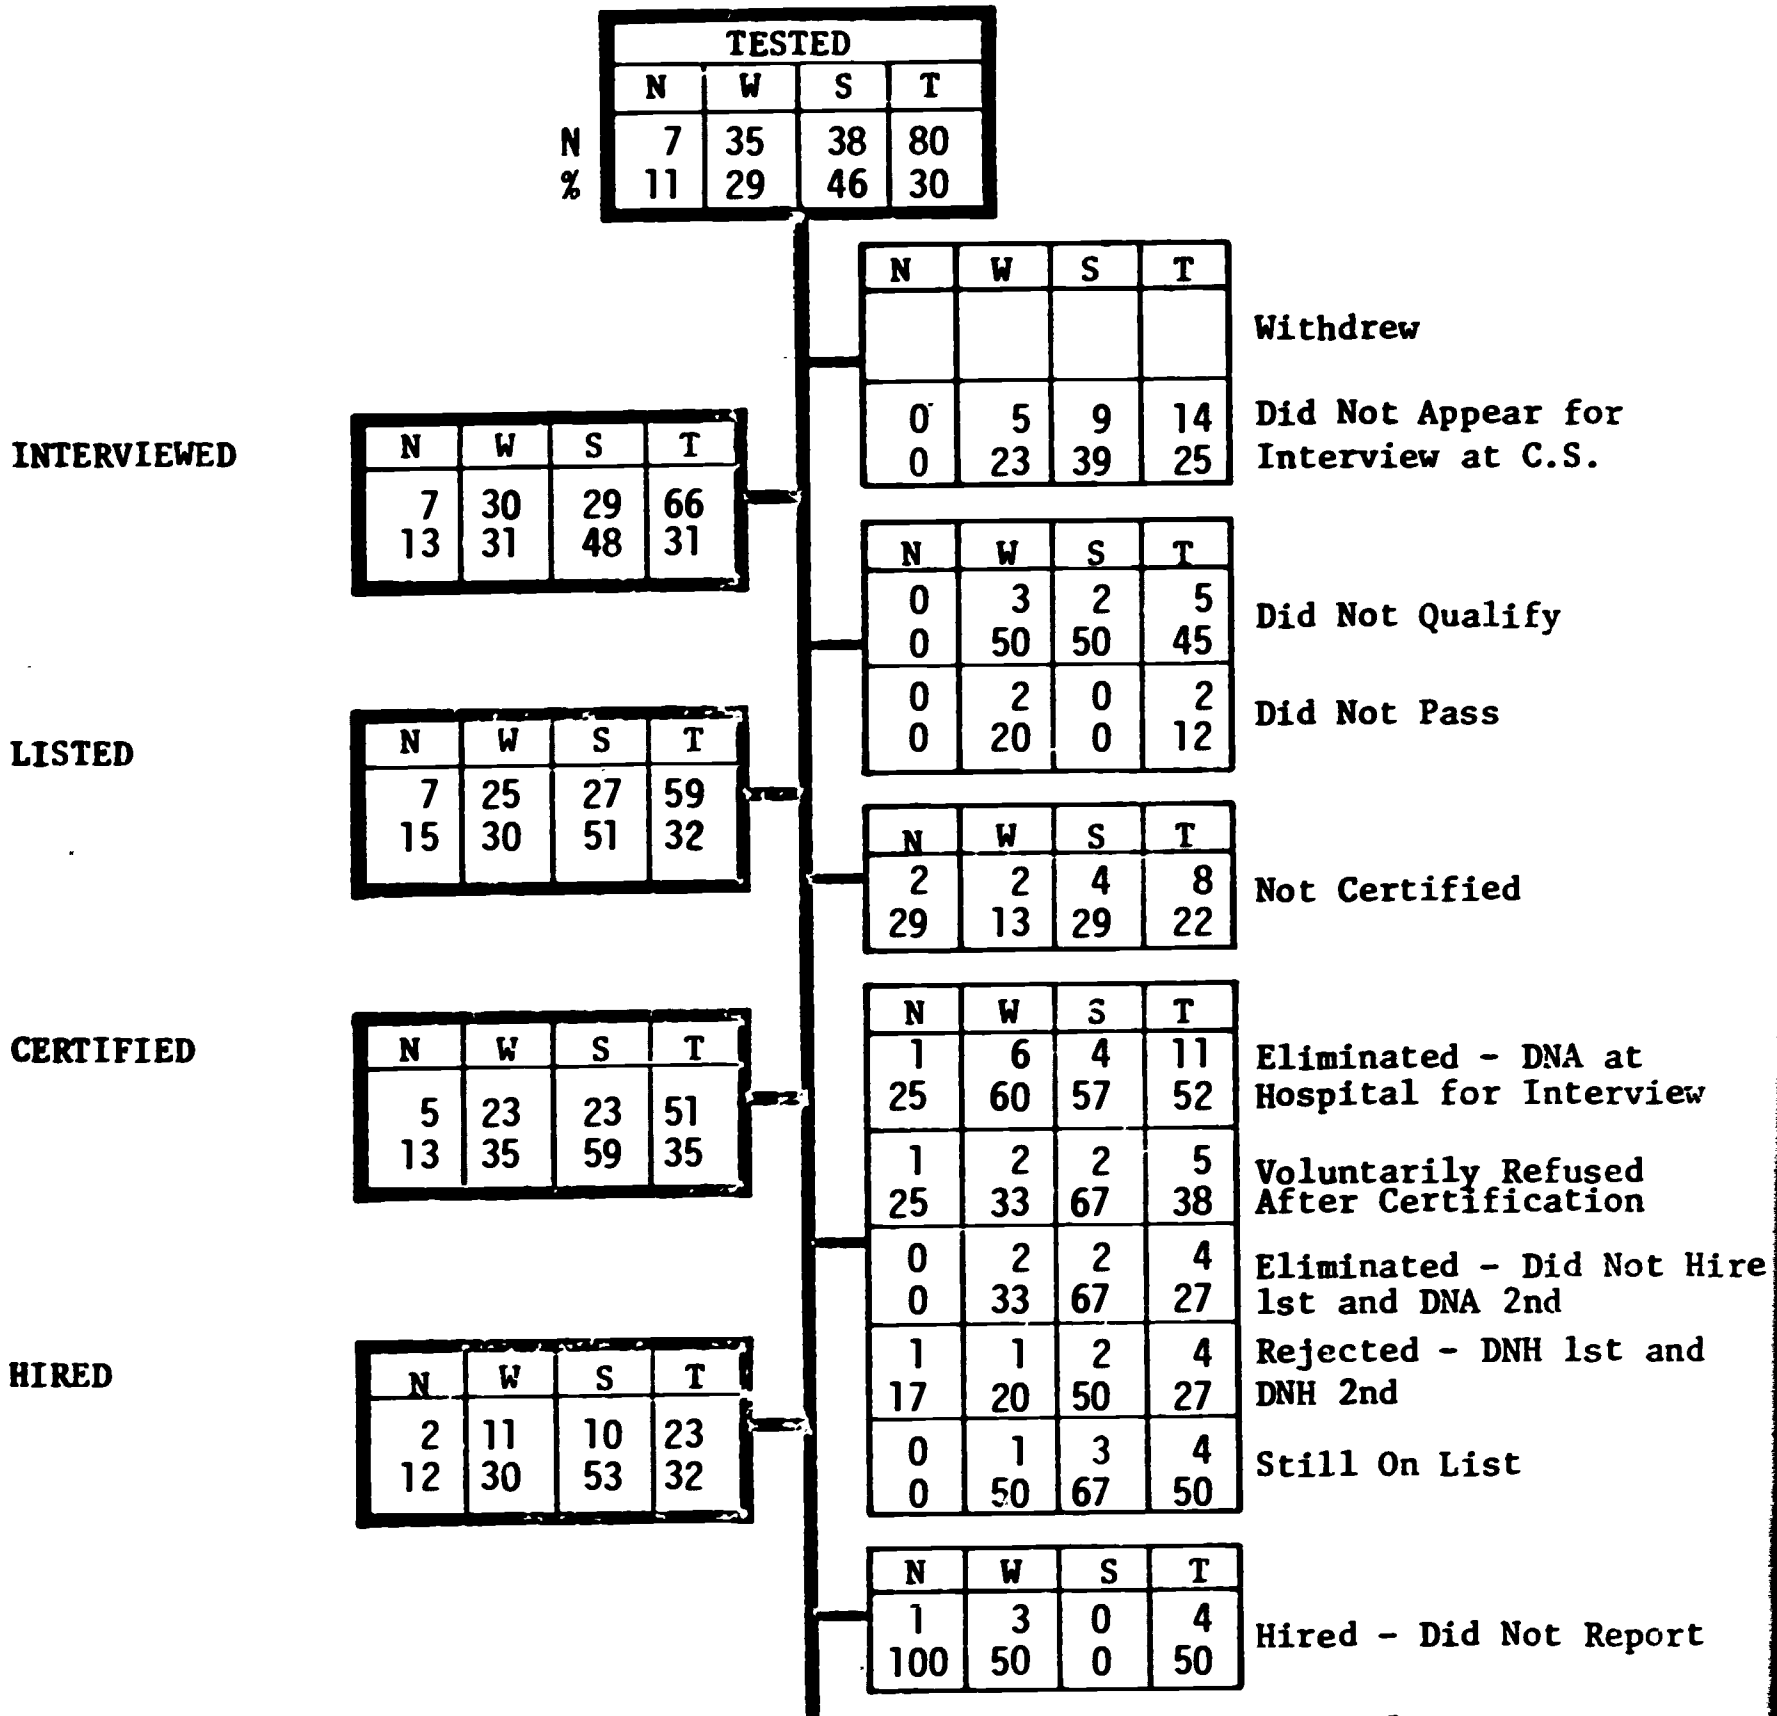 TESTED
N W S T
N 7 35 38 80
% 11 29 46 30
N W S T
Withdrew
0 5 9 14 Did Not Appear for
0 23 39 25 Interview at C.S.
INTERVIEWED
N W S T
7 30 29 66
13 31 48 31
N W S T
0 3 2 5
0 50 50 45
Did Not Qualify
0 2 0 2
0 20 0 12
Did Not Pass
LISTED
N W S T
7 25 27 59
15 30 51 32
N W S T
2 2 4 8
29 13 29 22
Not Certified
CERTIFIED
N W S T
5 23 23 51
13 35 59 35
N W S T
1 6 4 11 Eliminated - DNA at
25 60 57 52 Hospital for Interview
1 2 2 5 Voluntarily Refused
25 33 67 38 After Certification
0 2 2 4 Eliminated - Did Not Hire
0 33 67 27 1st and DNA 2nd
1 1 2 4 Rejected - DNH 1st and
17 20 50 27 DNH 2nd
0 1 3 4
0 50 67 50
Still On List
HIRED
N W S T
2 11 10 23
12 30 53 32
N W S T
1 3 0 4
100 50 0 50
Hired - Did Not Report